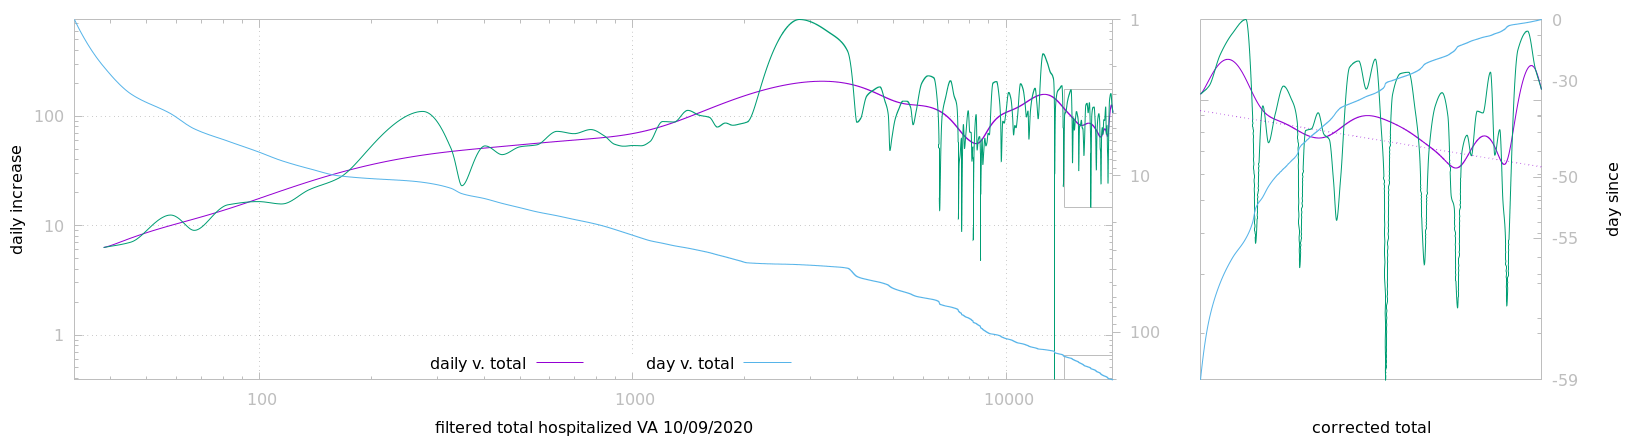 daily increase
100
10
1
daily v. total
day v. total
100
1000
10000
filtered total hospitalized VA 10/09/2020
1
10
100
corrected total
0
-30
-50
-55
-59
day since